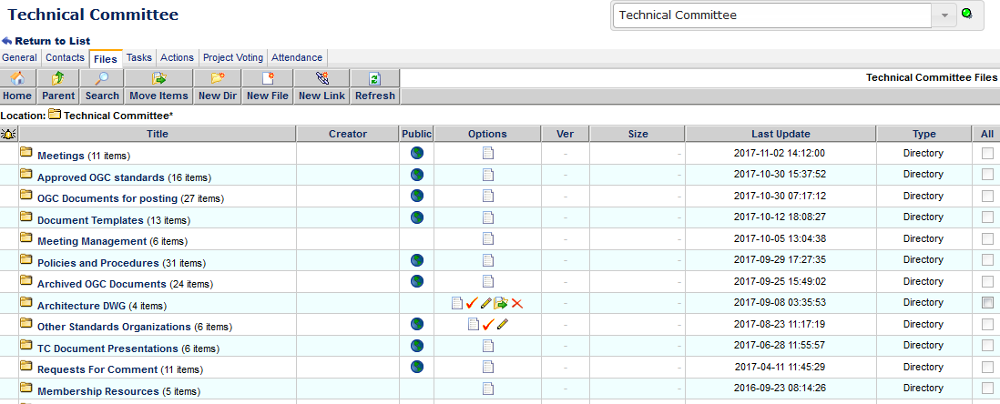 Technical Committee
Technical Committee
Return to List
General Contacts Files Tasks Actions Project Voting Attendance
Technical Committee Files
Home Parent Search Move Items New Dir New File New Link Refresh
Location: Technical Committee*
Title Creator Public Options Ver Size Last Update Type All
Meetings (11 items) - - 2017-11-02 14:12:00 Directory
Approved OGC standards (16 items) - - 2017-10-30 15:37:52 Directory
OGC Documents for posting (27 items) - - 2017-10-30 07:17:12 Directory
Document Templates (13 items) - - 2017-10-12 18:08:27 Directory
Meeting Management (6 items) - - 2017-10-05 13:04:38 Directory
Policies and Procedures (31 items) - - 2017-09-29 17:27:35 Directory
Archived OGC Documents (24 items) - - 2017-09-25 15:49:02 Directory
Architecture DWG (4 items) - - 2017-09-08 03:35:53 Directory
Other Standards Organizations (6 items) - - 2017-08-23 11:17:19 Directory
TC Document Presentations (6 items) - - 2017-06-28 11:55:57 Directory
Requests For Comment (11 items) - - 2017-04-11 11:45:29 Directory
Membership Resources (5 items) - - 2016-09-23 08:14:26 Directory